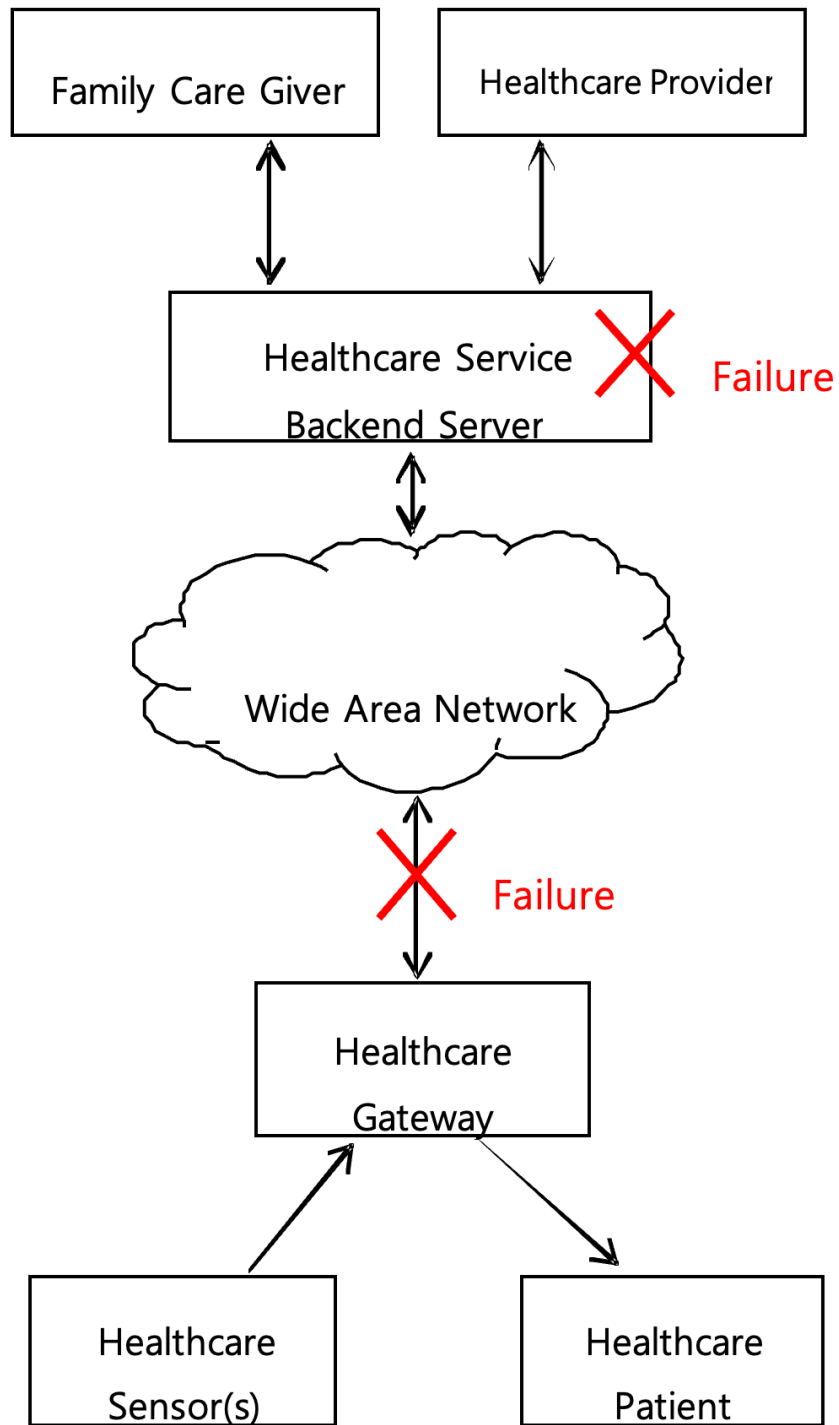 Family Care Giver
Healthcare Provider
Healthcare Service
Backend Server
Failure
Wide Area Network
Failure
Healthcare
Gateway
Healthcare
Sensor(s)
Healthcare
Patient